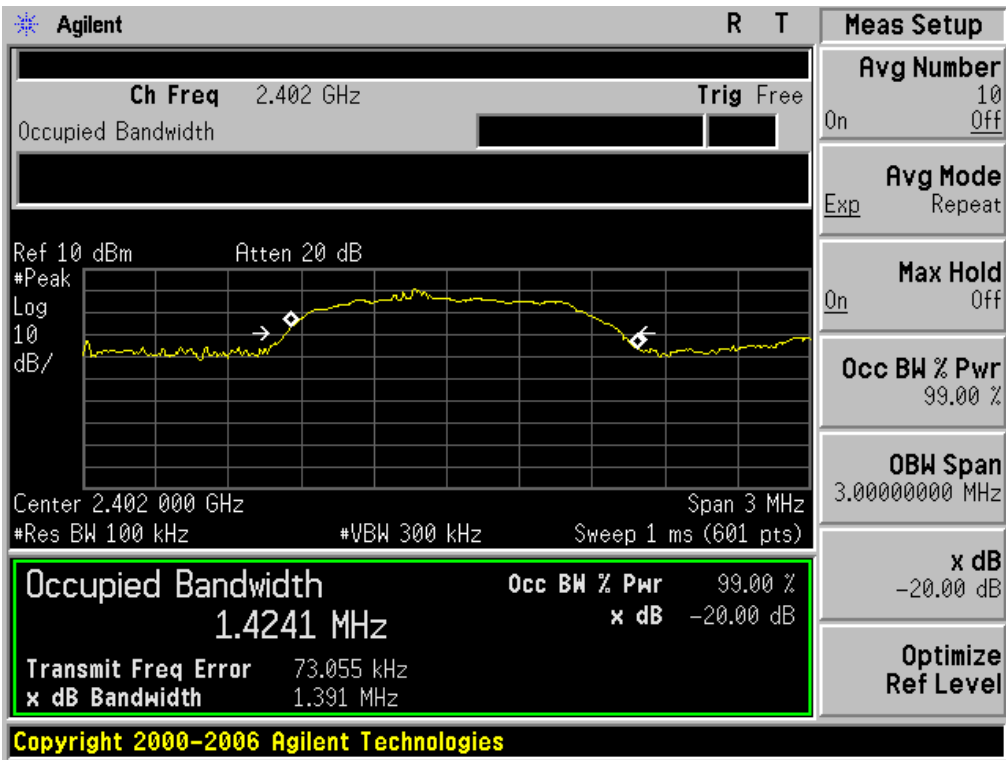 Agilent R T
Ch Freq 2.402 GHz Trig Free
Occupied Bandwidth
Ref 10 dBm Atten 20 dB
#Peak
Log
10
dB/
Center 2.402 000 GHz Span 3 MHz
#Res BW 100 kHz #VBW 300 kHz Sweep 1 ms (601 pts)
Occupied Bandwidth Occ BW % Pwr 99.00 %
1.4241 MHz x dB -20.00 dB
Transmit Freq Error 73.055 kHz
x dB Bandwidth 1.391 MHz
Copyright 2000-2006 Agilent Technologies
Meas Setup
Avg Number
10
On Off
Avg Mode
Exp Repeat
Max Hold
On Off
Occ BW % Pwr
99.00 %
OBW Span
3.00000000 MHz
x dB
-20.00 dB
Optimize
Ref Level